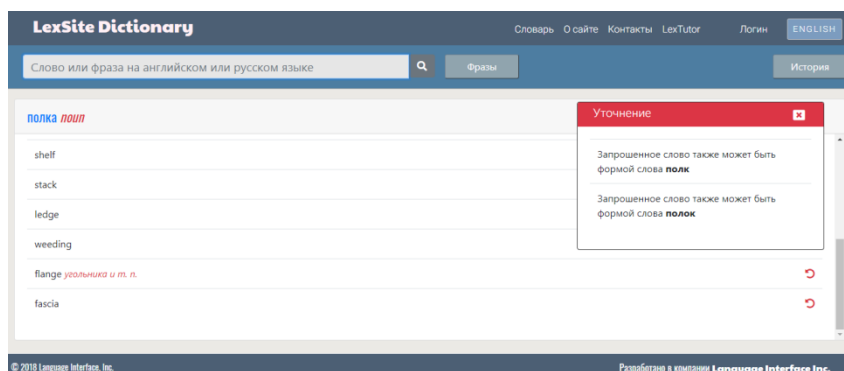 LexSite Dictionary
Словарь О сайте Контакты LexTutor Логин ENGLISH
Слово или фраза на английском или русском языке Фразы История
полка noun
Уточнение
shelf
Запрошенное слово также может быть
формой слова полк
stack
ledge
Запрошенное слово также может быть
формой слова полок
weeding
flange угольника и т. п.
fascia
© 2018 Language Interface, Inc. Разработано в компании Language Interface Inc.